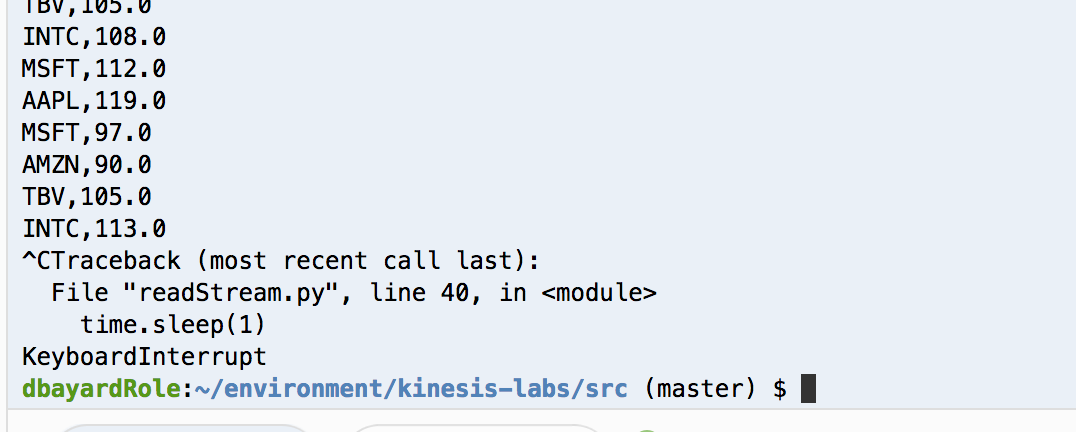 TBV,105.0
INTC,108.0
MSFT,112.0
AAPL,119.0
MSFT,97.0
AMZN,90.0
TBV,105.0
INTC,113.0
^CTraceback (most recent call last):
  File "readStream.py", line 40, in <module>
    time.sleep(1)
KeyboardInterrupt
dbayardRole:~/environment/kinesis-labs/src (master) $